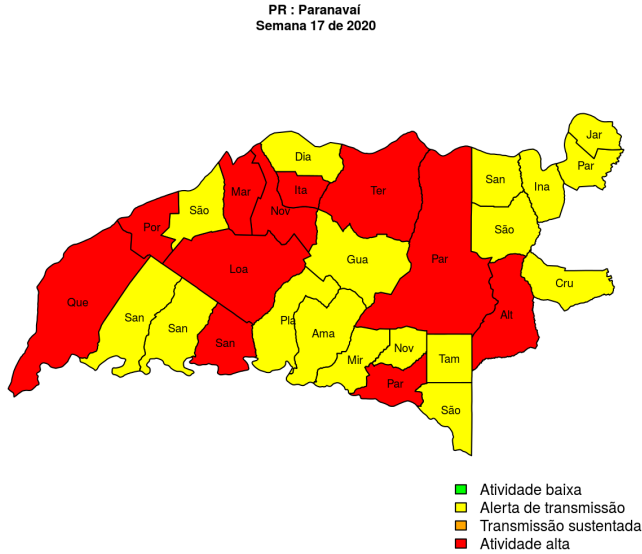 PR : Paranavaí
Semana 17 de 2020
Jar
Dia
Par
Ita
Mar
Ter
San
Ina
São
Nov
Por
São
Gua
Par
Loa
Cru
Que
San
San
Pla
Alt
Ama
San
Nov
Mir
Tam
Par
São
Atividade baixa
Alerta de transmissão
Transmissão sustentada
Atividade alta